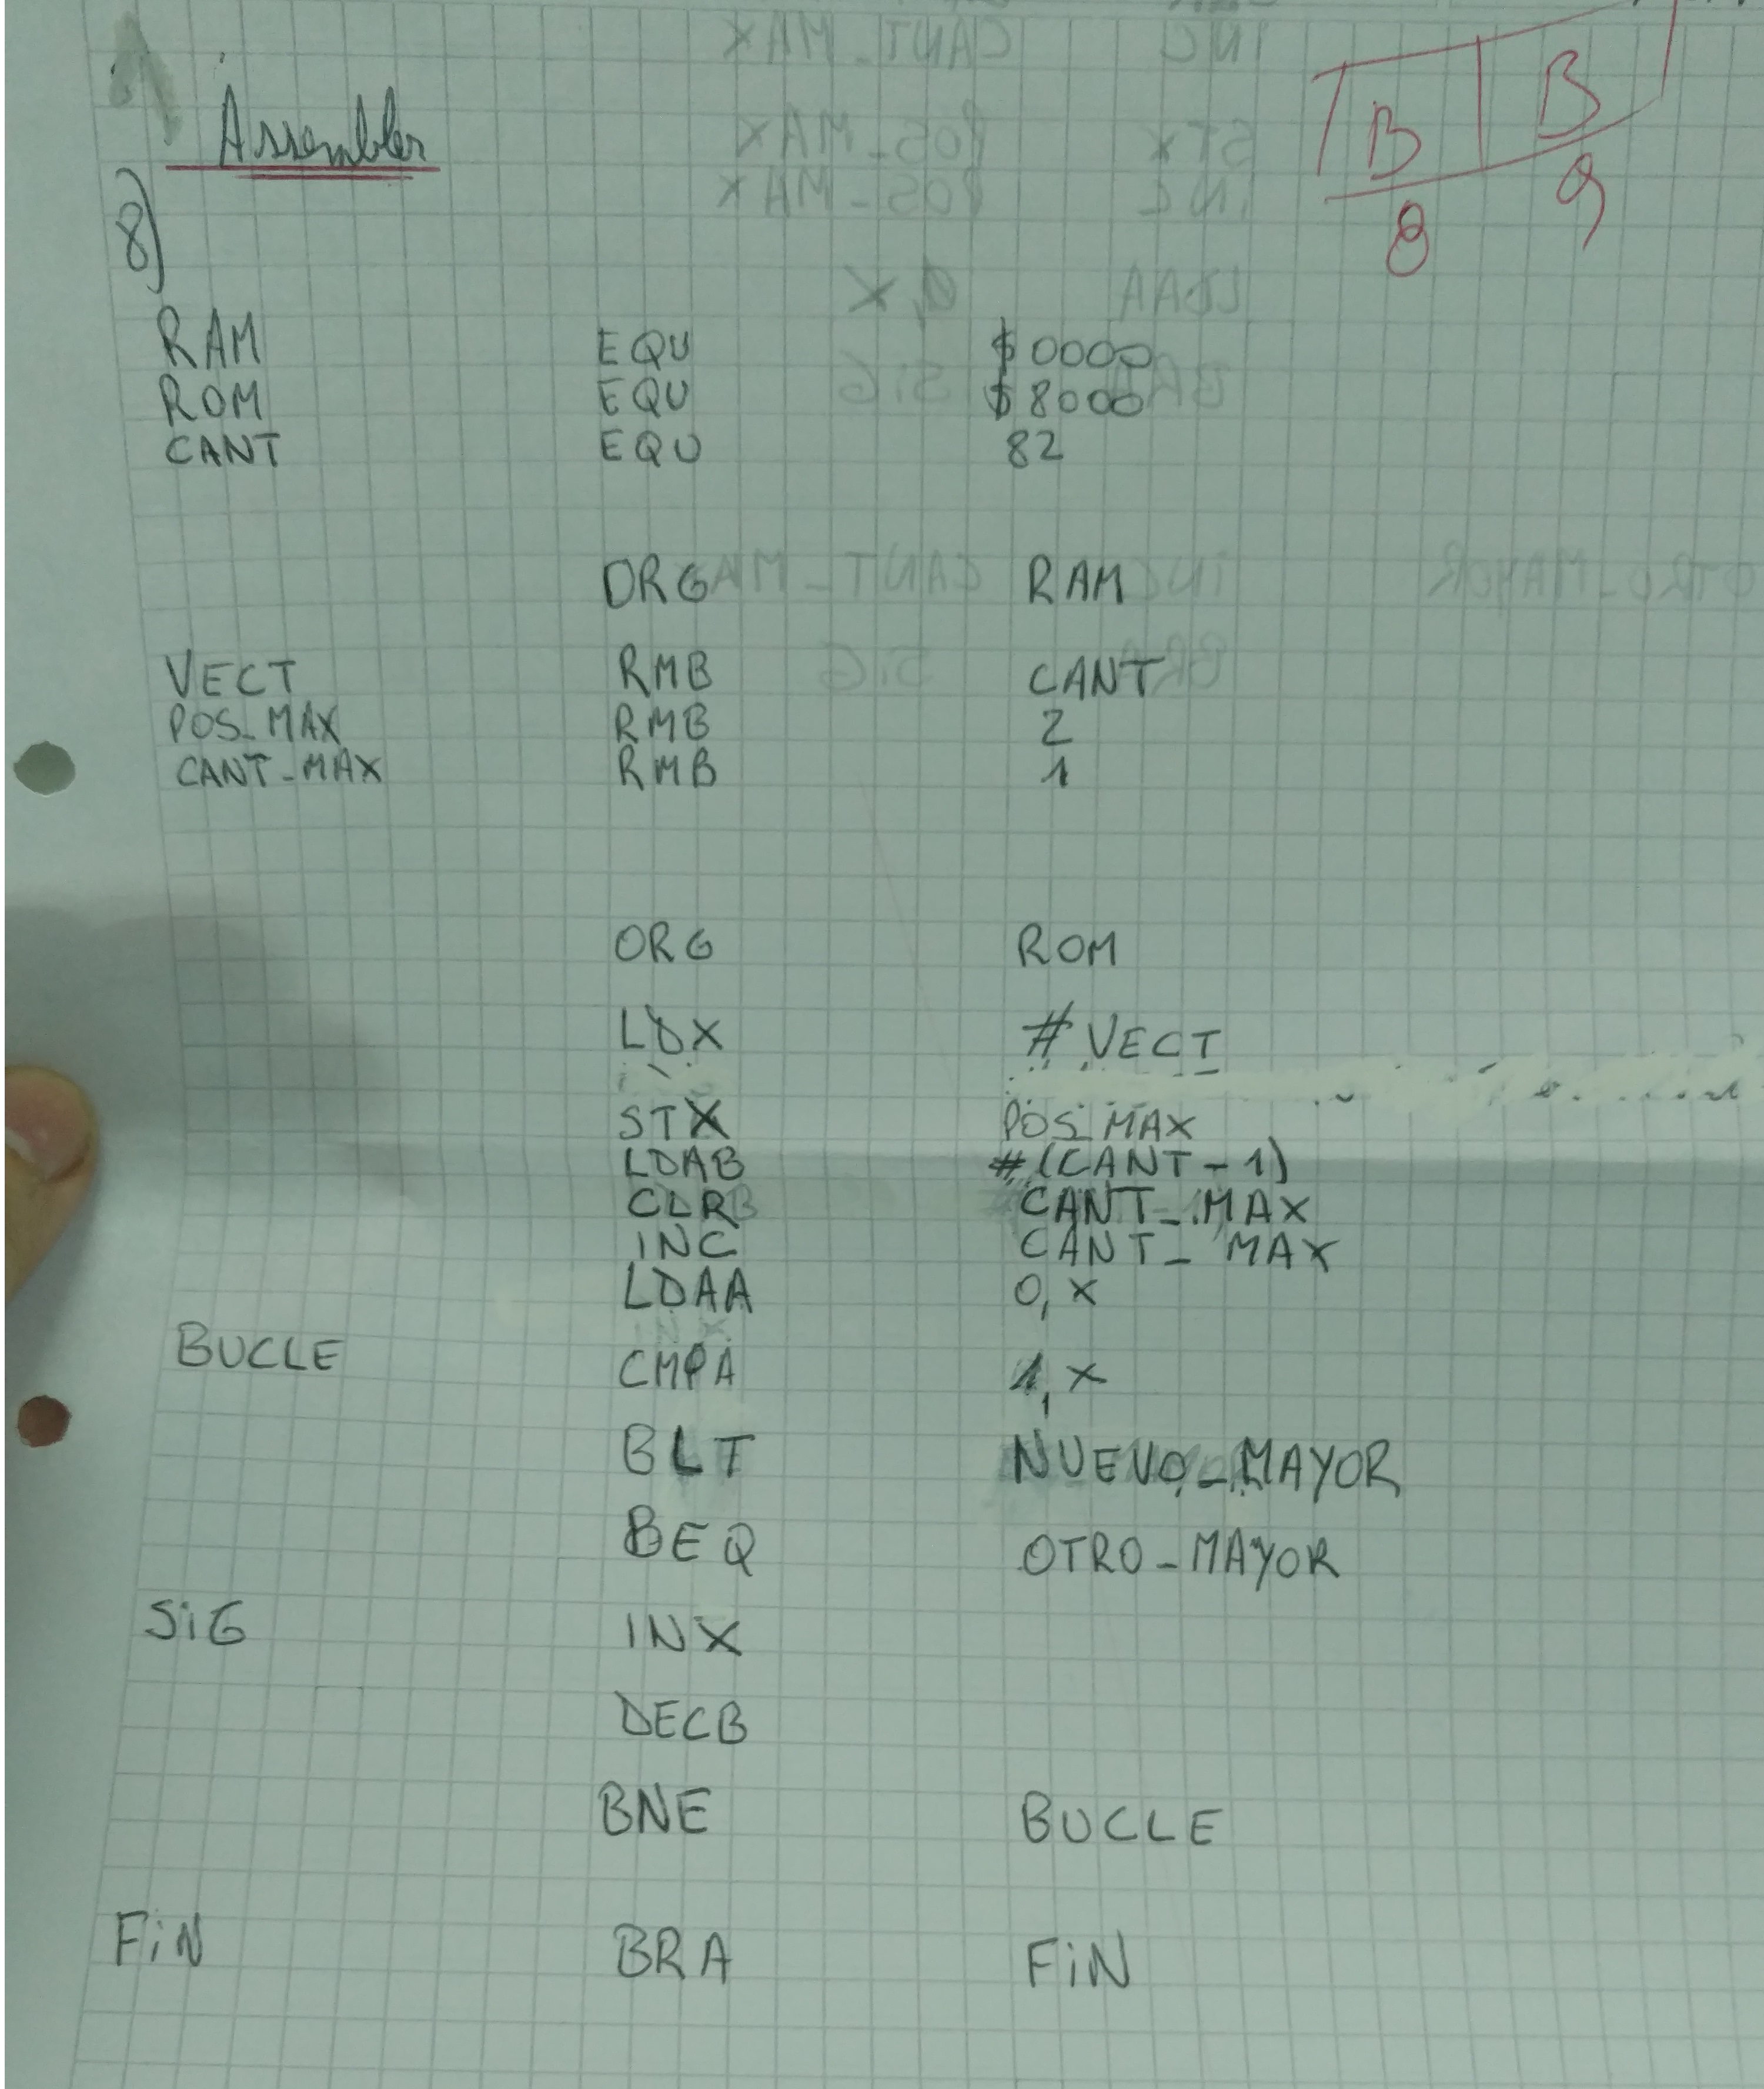 Assembler
B B
8 9
8)
RAM EQU $0000
ROM EQU $8000
CANT EQU 82
ORG RAM
VECT RMB CANT
POS_MAX RMB 2
CANT_MAX RMB 1
ORG ROM
LDX #VECT
STX POS_MAX
LDAB #(CANT-1)
CLR CANT_MAX
INC CANT_MAX
LDAA 0,X
BUCLE CMPA 1,X
BLT NUEVO_MAYOR
BEQ OTRO_MAYOR
SiG INX
DECB
BNE BUCLE
FiN BRA FiN